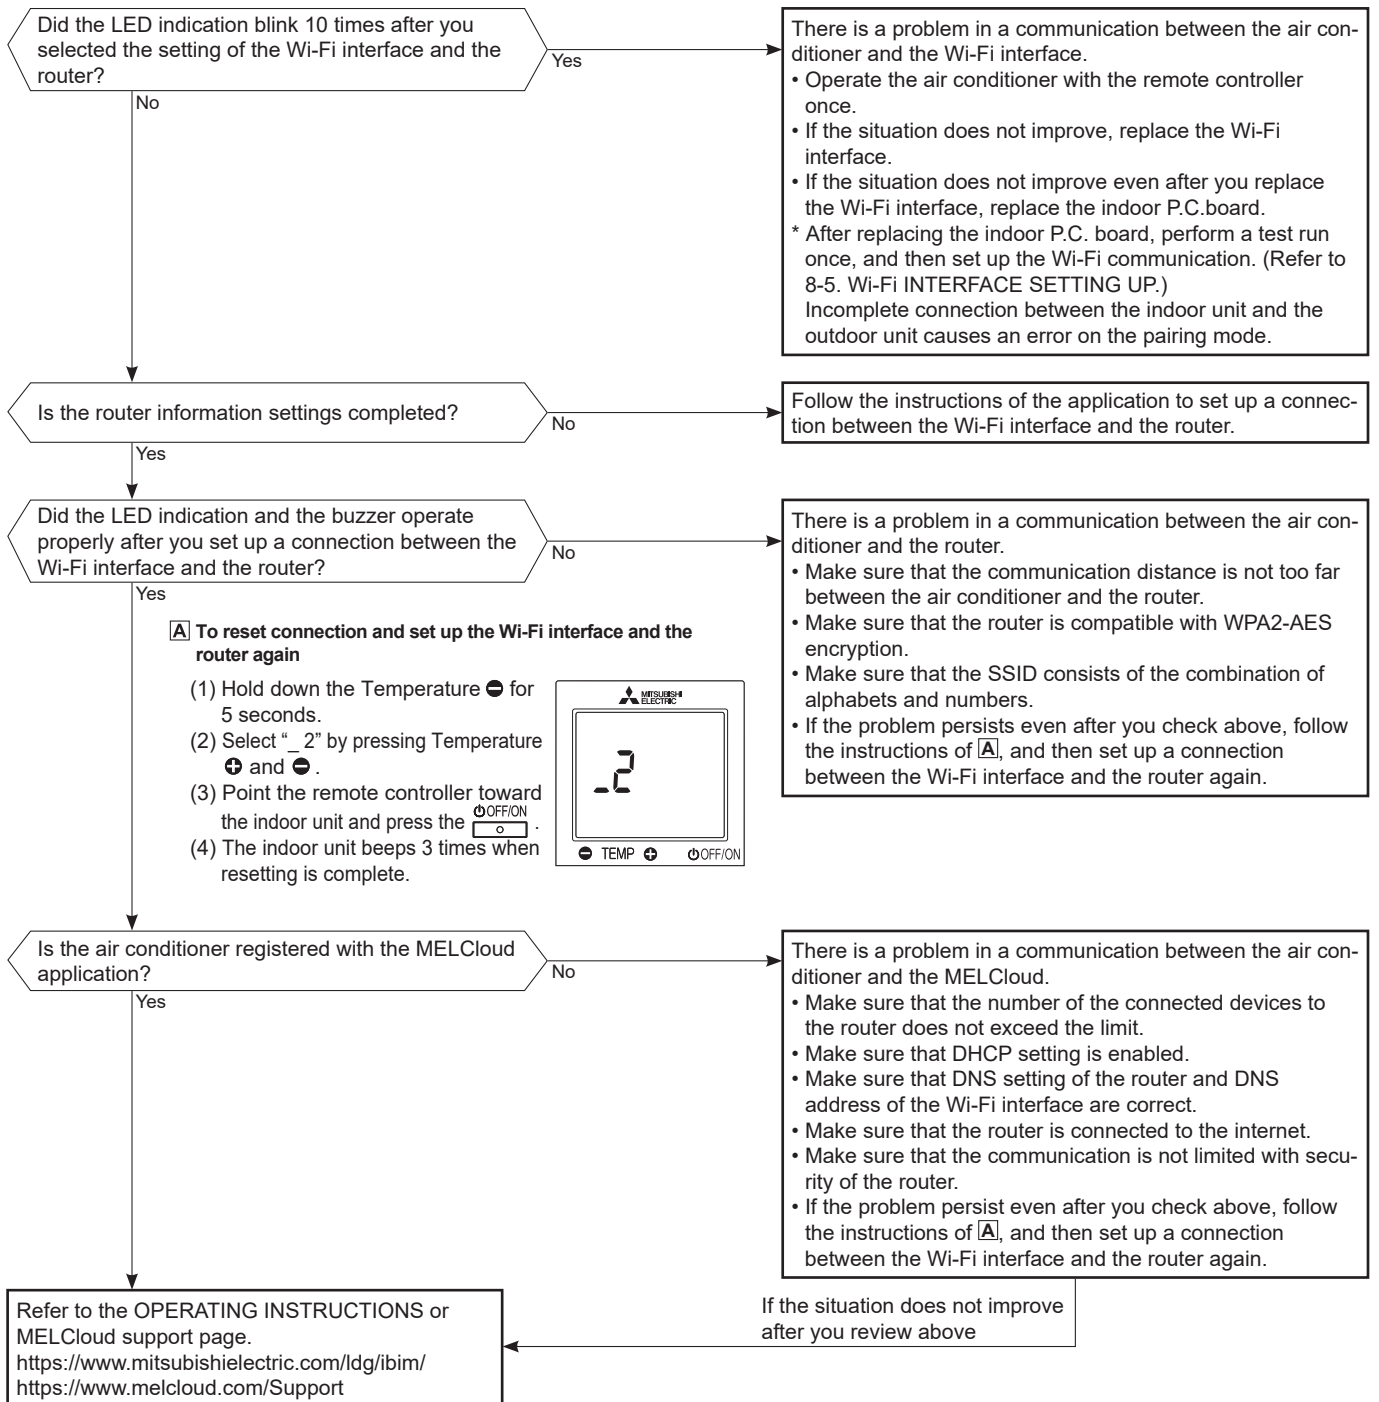 Did the LED indication blink 10 times after you
selected the setting of the Wi-Fi interface and the
router?
Yes
No
There is a problem in a communication between the air con-
ditioner and the Wi-Fi interface.
• Operate the air conditioner with the remote controller
once.
• If the situation does not improve, replace the Wi-Fi
interface.
• If the situation does not improve even after you replace
the Wi-Fi interface, replace the indoor P.C.board.
* After replacing the indoor P.C. board, perform a test run
once, and then set up the Wi-Fi communication. (Refer to
8-5. Wi-Fi INTERFACE SETTING UP.)
Incomplete connection between the indoor unit and the
outdoor unit causes an error on the pairing mode.
Is the router information settings completed?
No
Yes
Follow the instructions of the application to set up a connec-
tion between the Wi-Fi interface and the router.
Did the LED indication and the buzzer operate
properly after you set up a connection between the
Wi-Fi interface and the router?
No
Yes
There is a problem in a communication between the air con-
ditioner and the router.
• Make sure that the communication distance is not too far
between the air conditioner and the router.
• Make sure that the router is compatible with WPA2-AES
encryption.
• Make sure that the SSID consists of the combination of
alphabets and numbers.
• If the problem persists even after you check above, follow
the instructions of A, and then set up a connection
between the Wi-Fi interface and the router again.
A To reset connection and set up the Wi-Fi interface and the
router again
(1) Hold down the Temperature ⊖ for
5 seconds.
(2) Select “_ 2” by pressing Temperature
⊕ and ⊖ .
(3) Point the remote controller toward
the indoor unit and press the ⏻OFF/ON .
(4) The indoor unit beeps 3 times when
resetting is complete.
MITSUBISHI
ELECTRIC
_2
⊖ TEMP ⊕ ⏻OFF/ON
Is the air conditioner registered with the MELCloud
application?
No
Yes
There is a problem in a communication between the air con-
ditioner and the MELCloud.
• Make sure that the number of the connected devices to
the router does not exceed the limit.
• Make sure that DHCP setting is enabled.
• Make sure that DNS setting of the router and DNS
address of the Wi-Fi interface are correct.
• Make sure that the router is connected to the internet.
• Make sure that the communication is not limited with secu-
rity of the router.
• If the problem persist even after you check above, follow
the instructions of A, and then set up a connection
between the Wi-Fi interface and the router again.
If the situation does not improve
after you review above
Refer to the OPERATING INSTRUCTIONS or
MELCloud support page.
https://www.mitsubishielectric.com/ldg/ibim/
https://www.melcloud.com/Support